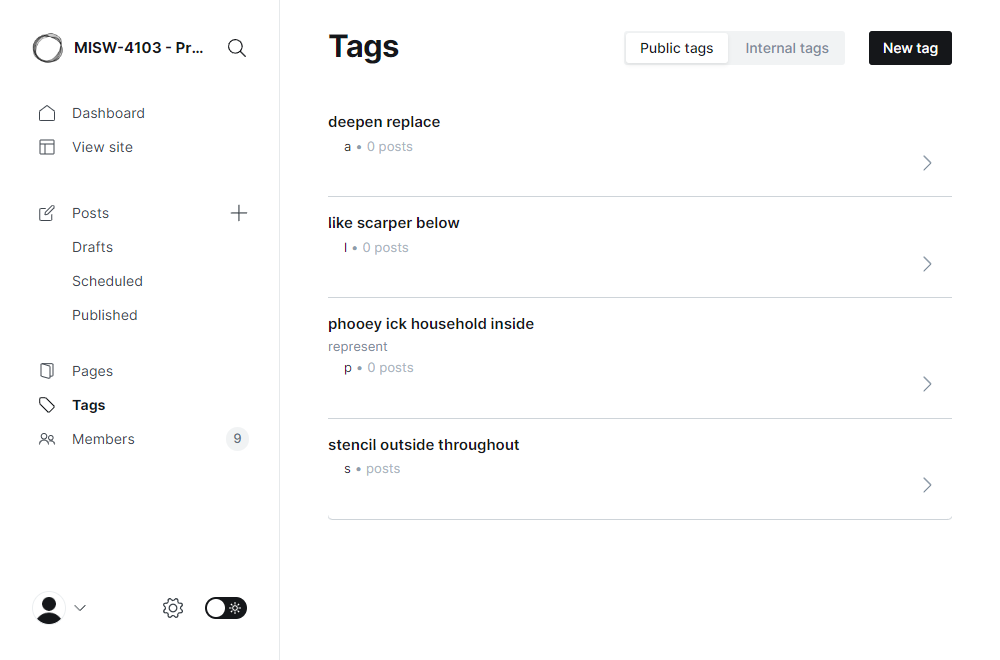 MISW-4103 - Pr...
Dashboard
View site
Posts
Drafts
Scheduled
Published
Pages
Tags
Members 9
Tags
Public tags
Internal tags
New tag
deepen replace
a • 0 posts
like scarper below
l • 0 posts
phooey ick household inside
represent
p • 0 posts
stencil outside throughout
s • posts